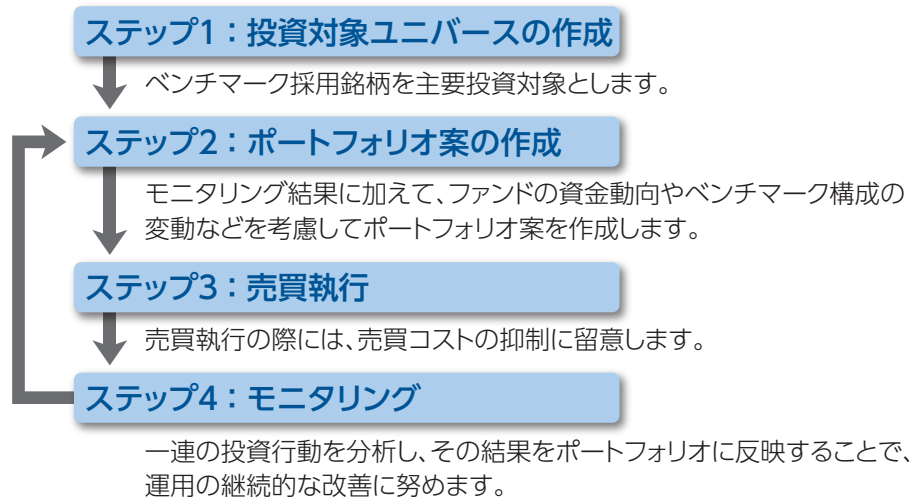 ステップ1：投資対象ユニバースの作成
ベンチマーク採用銘柄を主要投資対象とします。
ステップ2：ポートフォリオ案の作成
モニタリング結果に加えて、ファンドの資金動向やベンチマーク構成の
変動などを考慮してポートフォリオ案を作成します。
ステップ3：売買執行
売買執行の際には、売買コストの抑制に留意します。
ステップ4：モニタリング
一連の投資行動を分析し、その結果をポートフォリオに反映することで、
運用の継続的な改善に努めます。